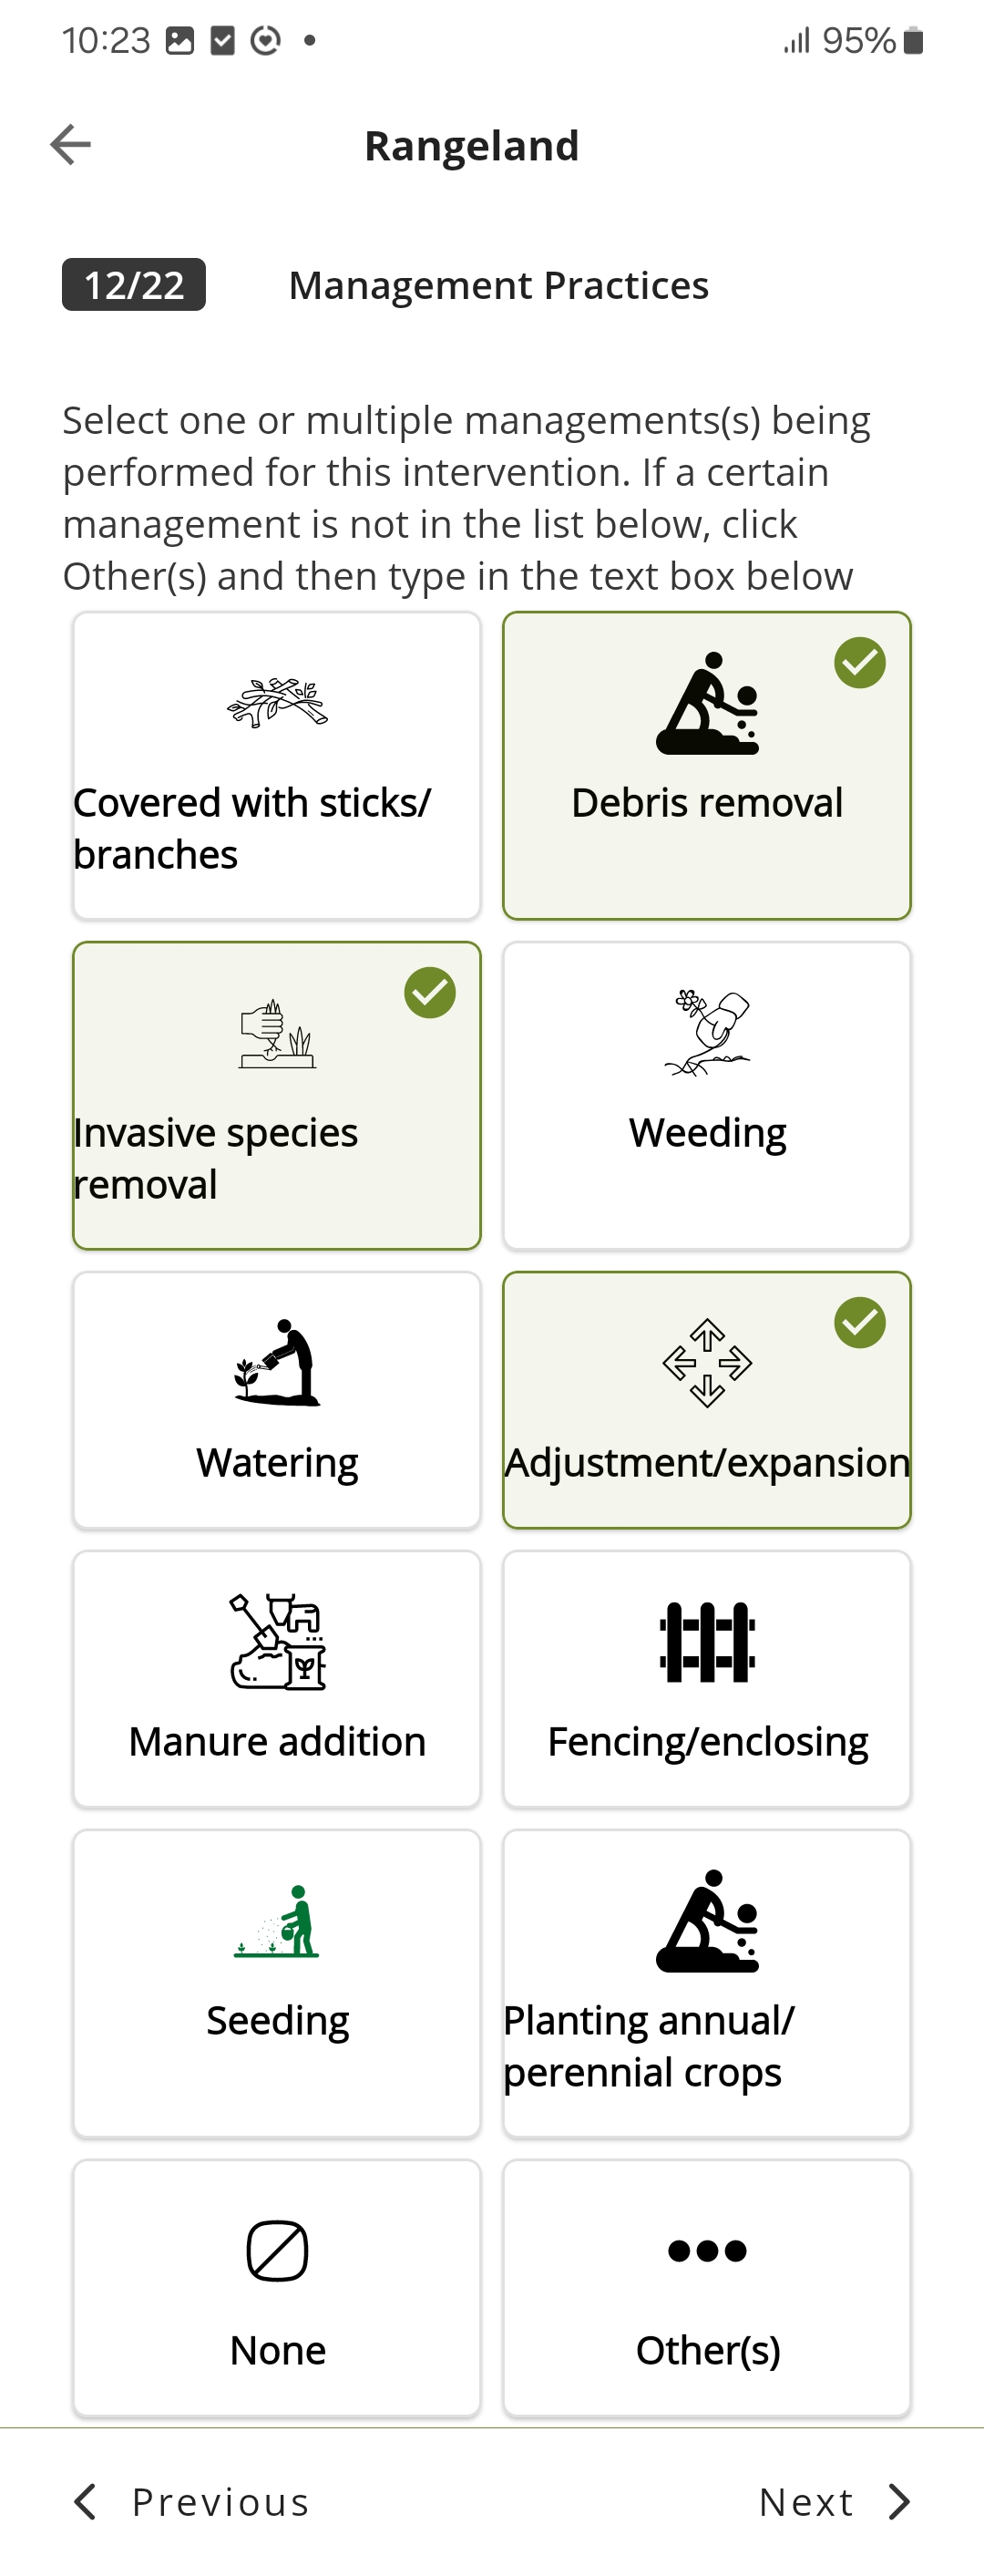 10:23
95%
Rangeland
12/22
Management Practices
Select one or multiple managements(s) being
performed for this intervention. If a certain
management is not in the list below, click
Other(s) and then type in the text box below
Covered with sticks/
branches
Debris removal
Invasive species
removal
Weeding
Watering
Adjustment/expansion
Manure addition
Fencing/enclosing
Seeding
Planting annual/
perennial crops
None
Other(s)
Previous
Next